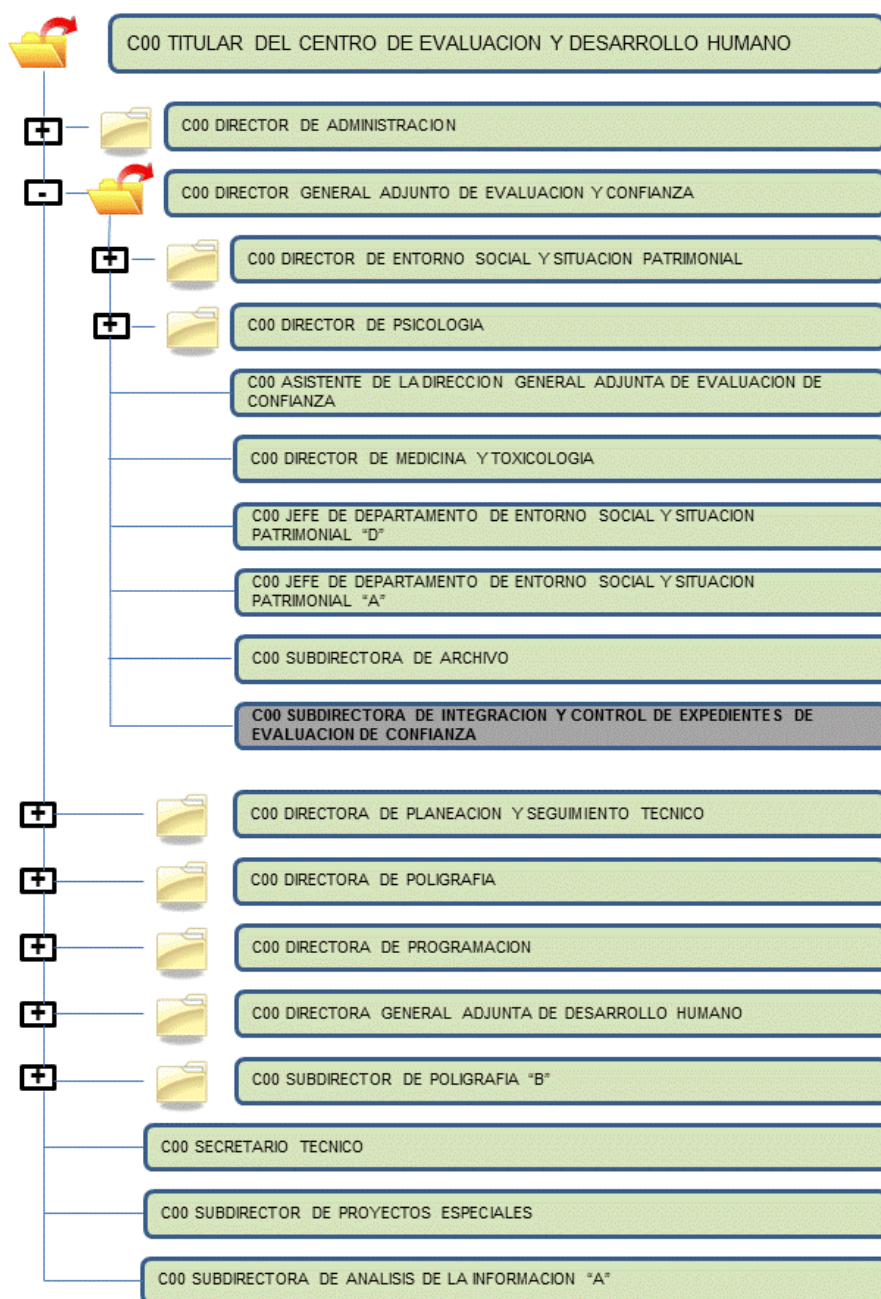 C00 TITULAR DEL CENTRO DE EVALUACION Y DESARROLLO HUMANO
+
C00 DIRECTOR DE ADMINISTRACION
-
C00 DIRECTOR GENERAL ADJUNTO DE EVALUACION Y CONFIANZA
+
C00 DIRECTOR DE ENTORNO SOCIAL Y SITUACION PATRIMONIAL
+
C00 DIRECTOR DE PSICOLOGIA
C00 ASISTENTE DE LA DIRECCION GENERAL ADJUNTA DE EVALUACION DE
CONFIANZA
C00 DIRECTOR DE MEDICINA Y TOXICOLOGIA
C00 JEFE DE DEPARTAMENTO DE ENTORNO SOCIAL Y SITUACION
PATRIMONIAL “D”
C00 JEFE DE DEPARTAMENTO DE ENTORNO SOCIAL Y SITUACION
PATRIMONIAL “A”
C00 SUBDIRECTORA DE ARCHIVO
C00 SUBDIRECTORA DE INTEGRACION Y CONTROL DE EXPEDIENTES DE
EVALUACION DE CONFIANZA
+
C00 DIRECTORA DE PLANEACION Y SEGUIMIENTO TECNICO
+
C00 DIRECTORA DE POLIGRAFIA
+
C00 DIRECTORA DE PROGRAMACION
+
C00 DIRECTORA GENERAL ADJUNTA DE DESARROLLO HUMANO
+
C00 SUBDIRECTOR DE POLIGRAFIA “B”
C00 SECRETARIO TECNICO
C00 SUBDIRECTOR DE PROYECTOS ESPECIALES
C00 SUBDIRECTORA DE ANALISIS DE LA INFORMACION “A”